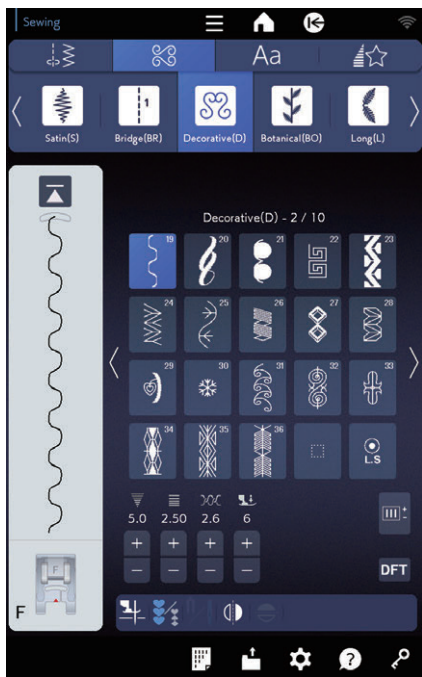 Sewing
Aa
1
Satin(S) Bridge(BR) Decorative(D) Botanical(BO) Long(L)
Decorative(D) - 2 / 10
19 20 21 22 23
24 25 26 27 28
29 30 31 32 33
34 35 36
L.S
5.0 2.50 2.6 6
+ + + +
− − − −
DFT
F
F
?